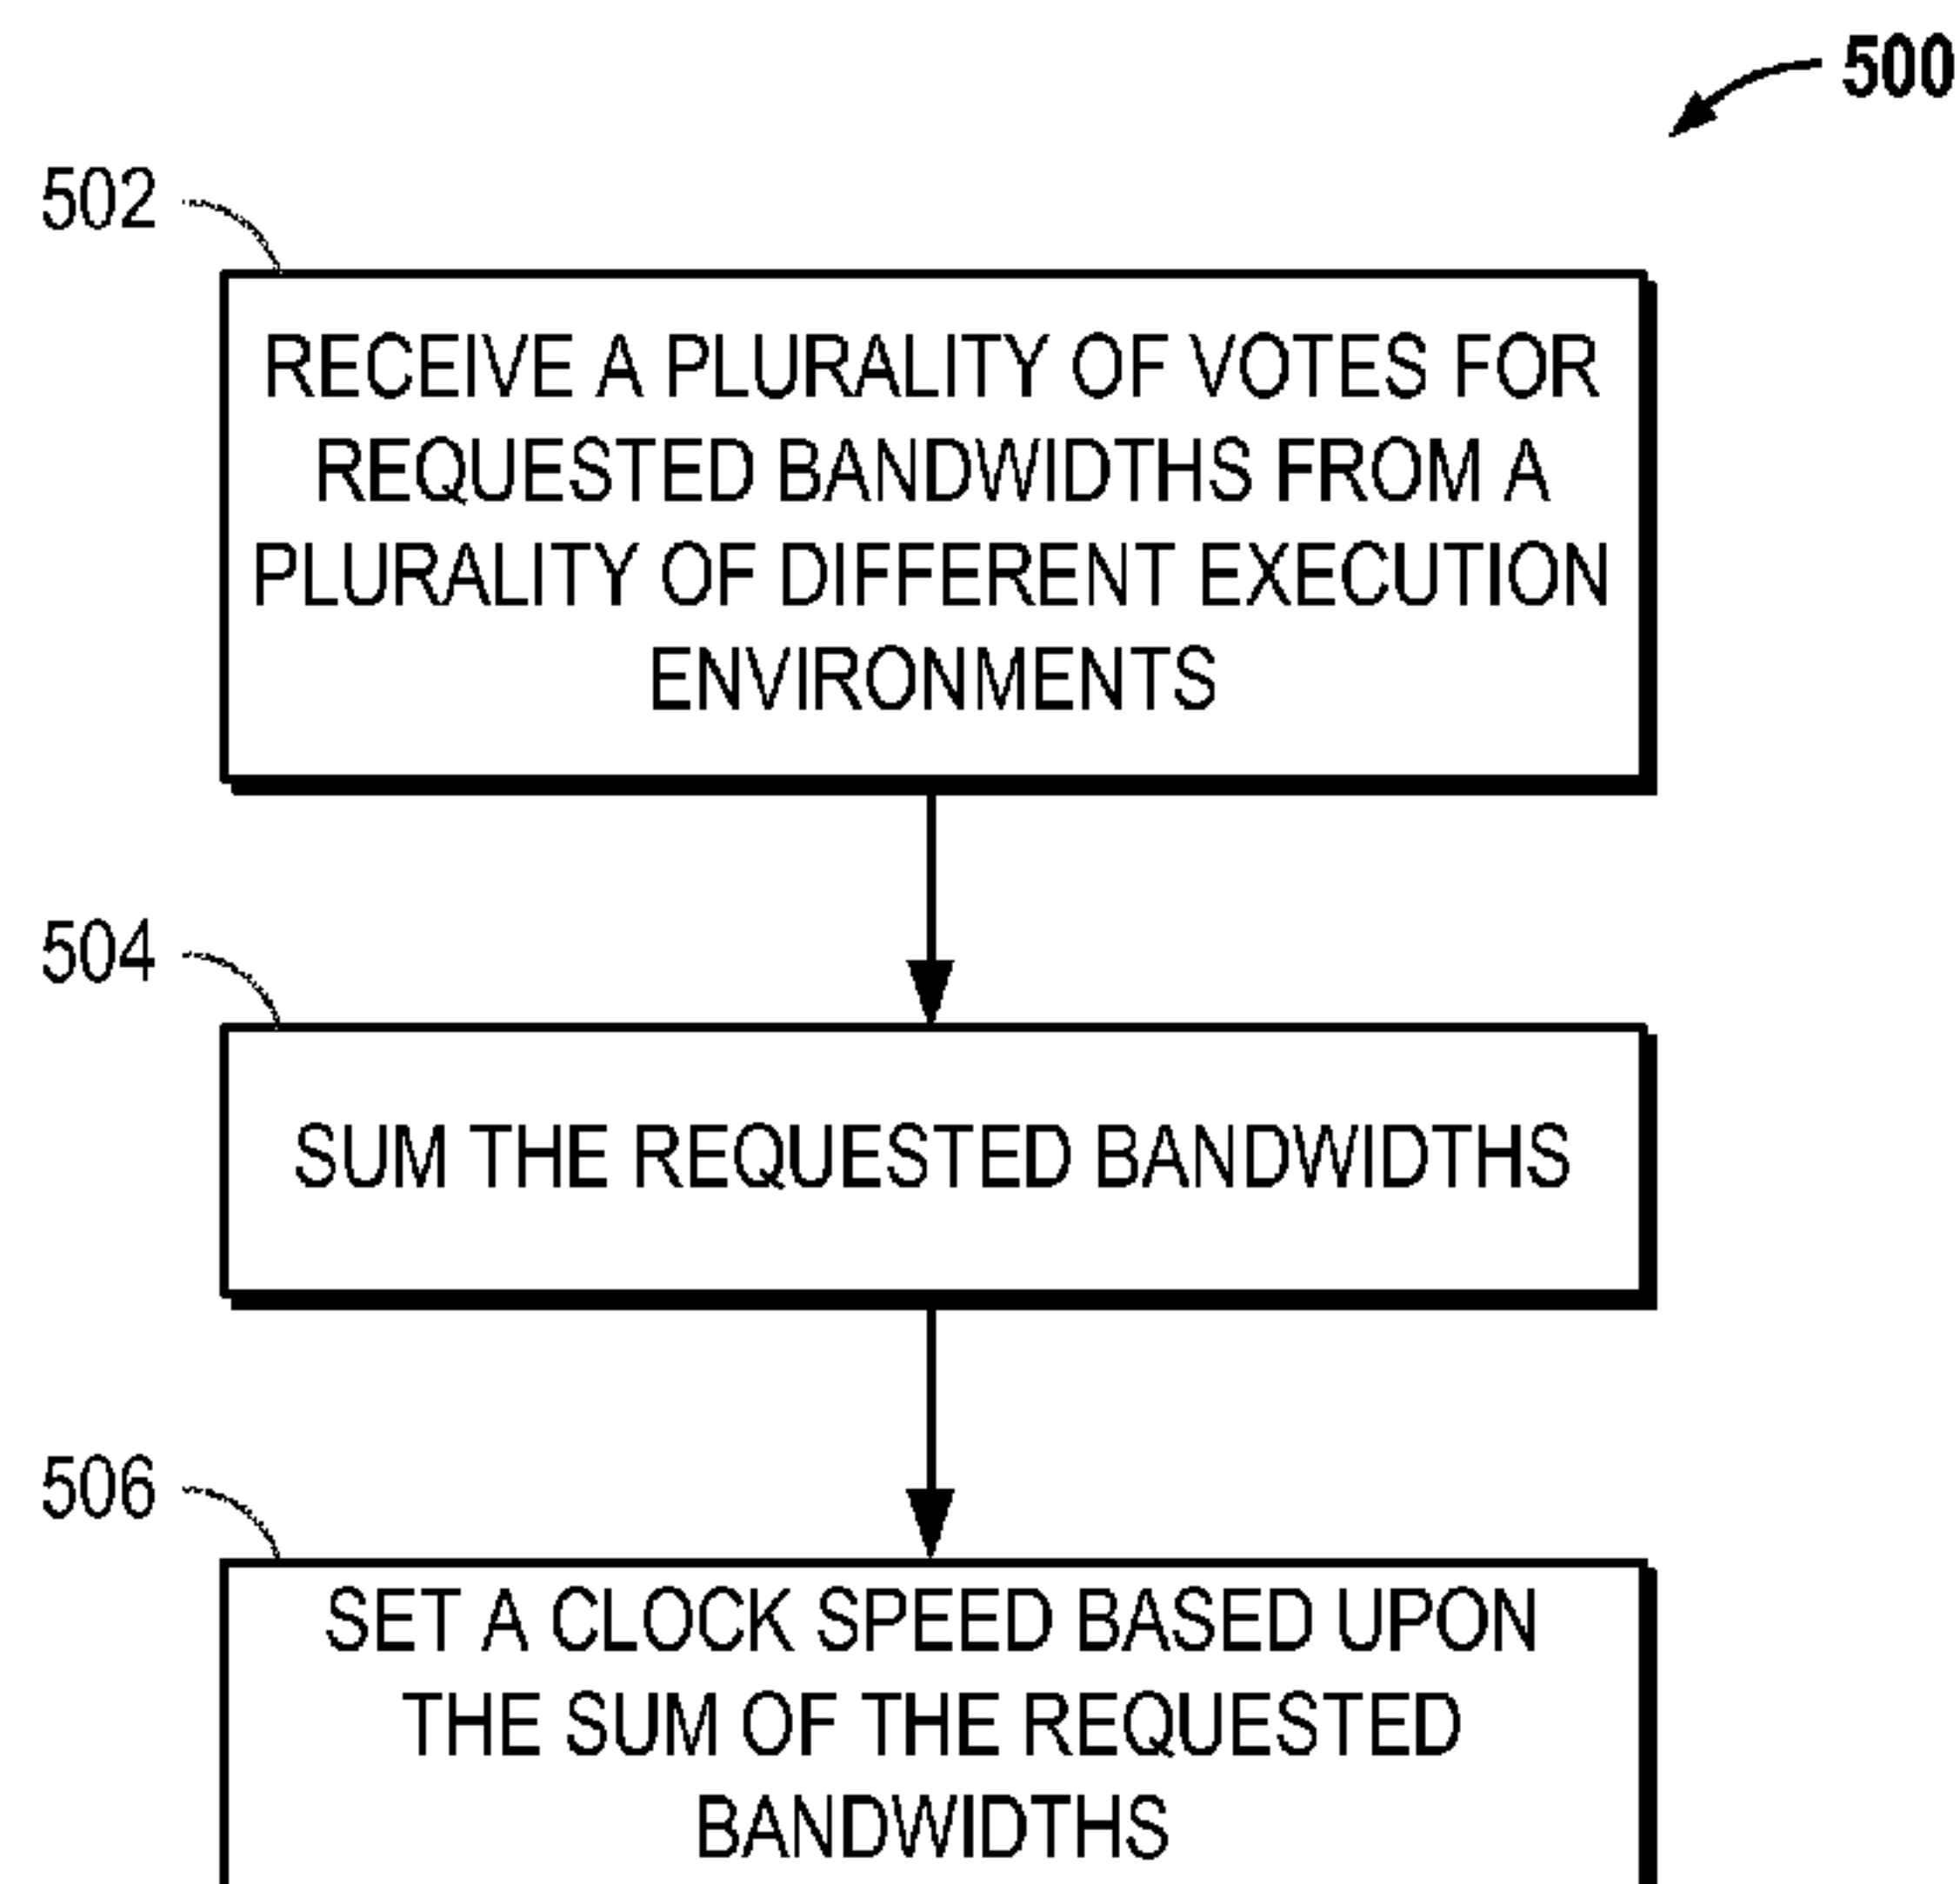 500
502
RECEIVE A PLURALITY OF VOTES FOR
REQUESTED BANDWIDTHS FROM A
PLURALITY OF DIFFERENT EXECUTION
ENVIRONMENTS
504
SUM THE REQUESTED BANDWIDTHS
506
SET A CLOCK SPEED BASED UPON
THE SUM OF THE REQUESTED
BANDWIDTHS